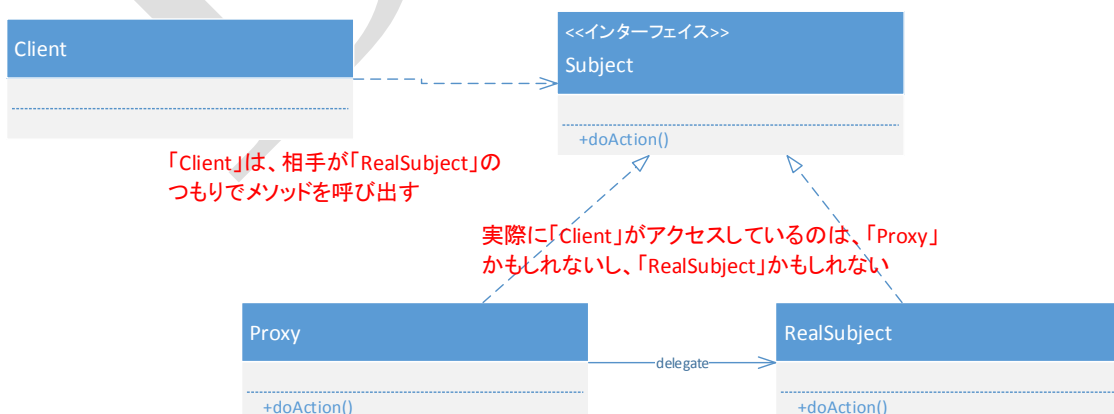 Client
<<インターフェイス>>
Subject
+doAction()
「Client」は、相手が「RealSubject」の
つもりでメソッドを呼び出す
実際に「Client」がアクセスしているのは、「Proxy」
かもしれないし、「RealSubject」かもしれない
Proxy
RealSubject
delegate
+doAction()
+doAction()